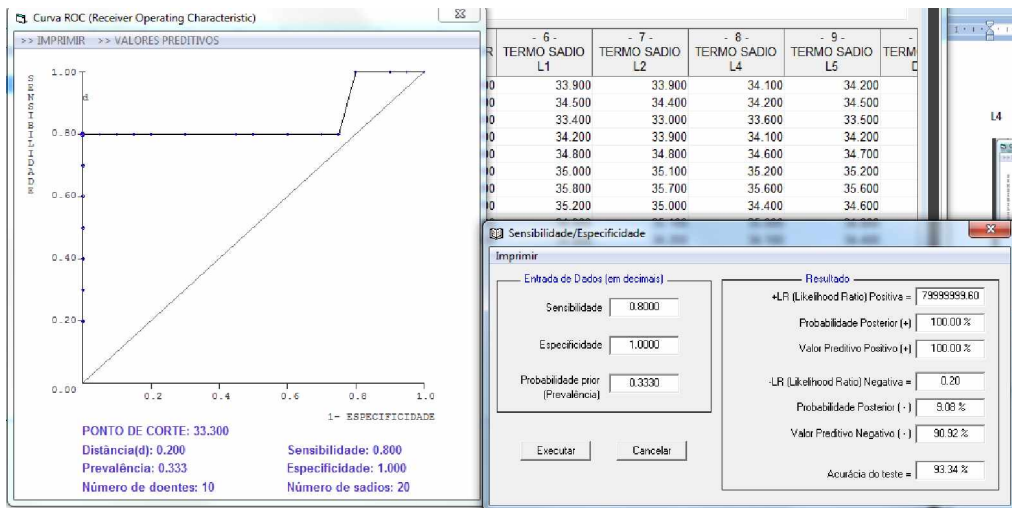 Curva ROC (Receiver Operating Characteristic)
>> IMPRIMIR >> VALORES PREDITIVOS
SENSIBILIDADE
1.00
d
0.80
0.60
0.40
0.20
0.00
0.2 0.4 0.6 0.8 1.0
1- ESPECIFICIDADE
PONTO DE CORTE: 33.300
Distância(d): 0.200 Sensibilidade: 0.800
Prevalência: 0.333 Especificidade: 1.000
Número de doentes: 10 Número de sadios: 20
- 6 - - 7 - - 8 - - 9 -
TERMO SADIO TERMO SADIO TERMO SADIO TERMO SADIO TERM
L1 L2 L4 L5
33.900 33.900 34.100 34.200
34.500 34.400 34.200 34.500
33.400 33.000 33.600 33.500
34.200 33.900 34.100 34.200
34.800 34.800 34.600 34.700
35.000 35.100 35.200 35.200
35.800 35.700 35.600 35.600
35.200 35.000 34.400 34.600
L4
Sensibilidade/Especificidade
Imprimir
Entrada de Dados (em decimais)
Sensibilidade 0.8000
Especificidade 1.0000
Probabilidade prior
(Prevalência) 0.3330
Executar Cancelar
Resultado
+LR (Likelihood Ratio) Positiva = 79999999.60
Probabilidade Posterior (+) 100.00 %
Valor Preditivo Positivo (+) 100.00 %
-LR (Likelihood Ratio) Negativa = 0.20
Probabilidade Posterior ( - ) 9.08 %
Valor Preditivo Negativo ( - ) 90.92 %
Acurácia do teste = 93.34 %